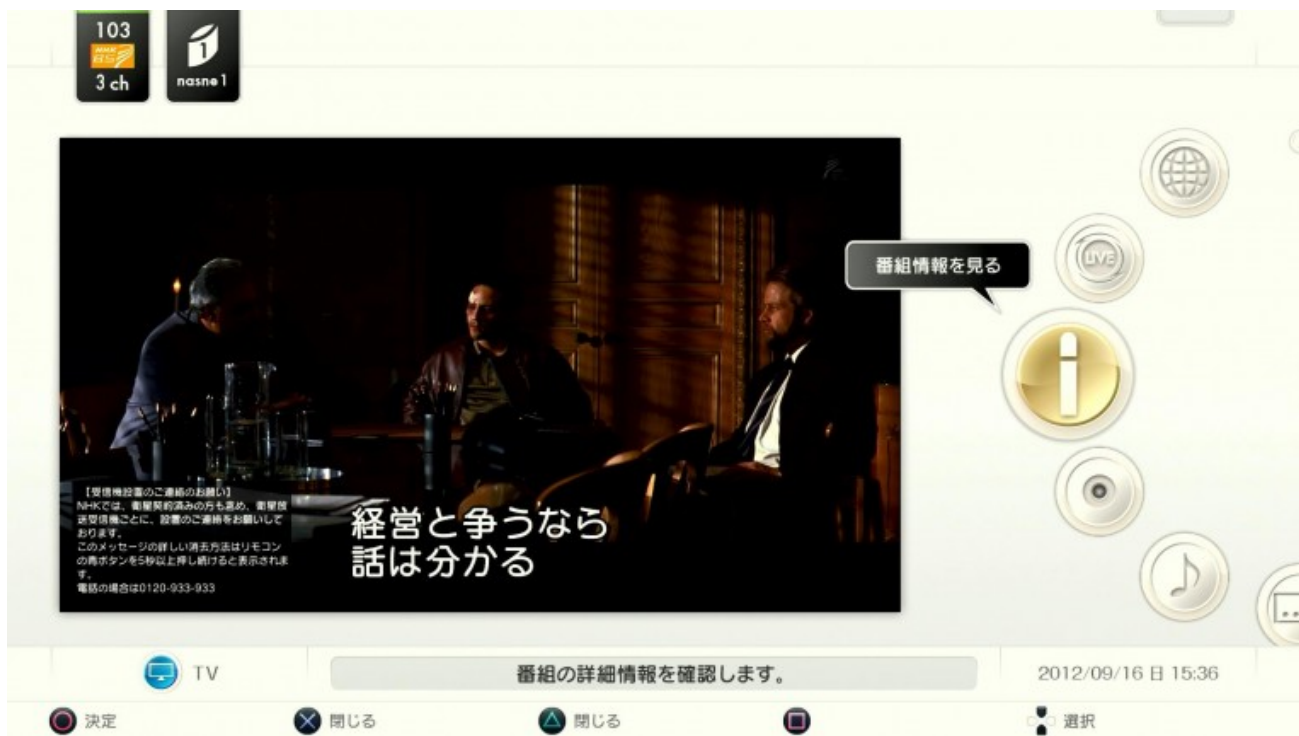 103
NHK
BS
3 ch
1
nasne 1
番組情報を見る
LIVE
【受信機設置のご連絡のお願い】
NHKでは、衛星契約済みの方も含め、衛星放
送受信機ごとに、設置のご連絡をお願いして
おります。
このメッセージの詳しい消去方法はリモコン
の青ボタンを5秒以上押し続けると表示されま
す。
電話の場合は0120-933-933
経営と争うなら
話は分かる
TV
番組の詳細情報を確認します。
2012/09/16 日 15:36
決定
閉じる
閉じる
選択